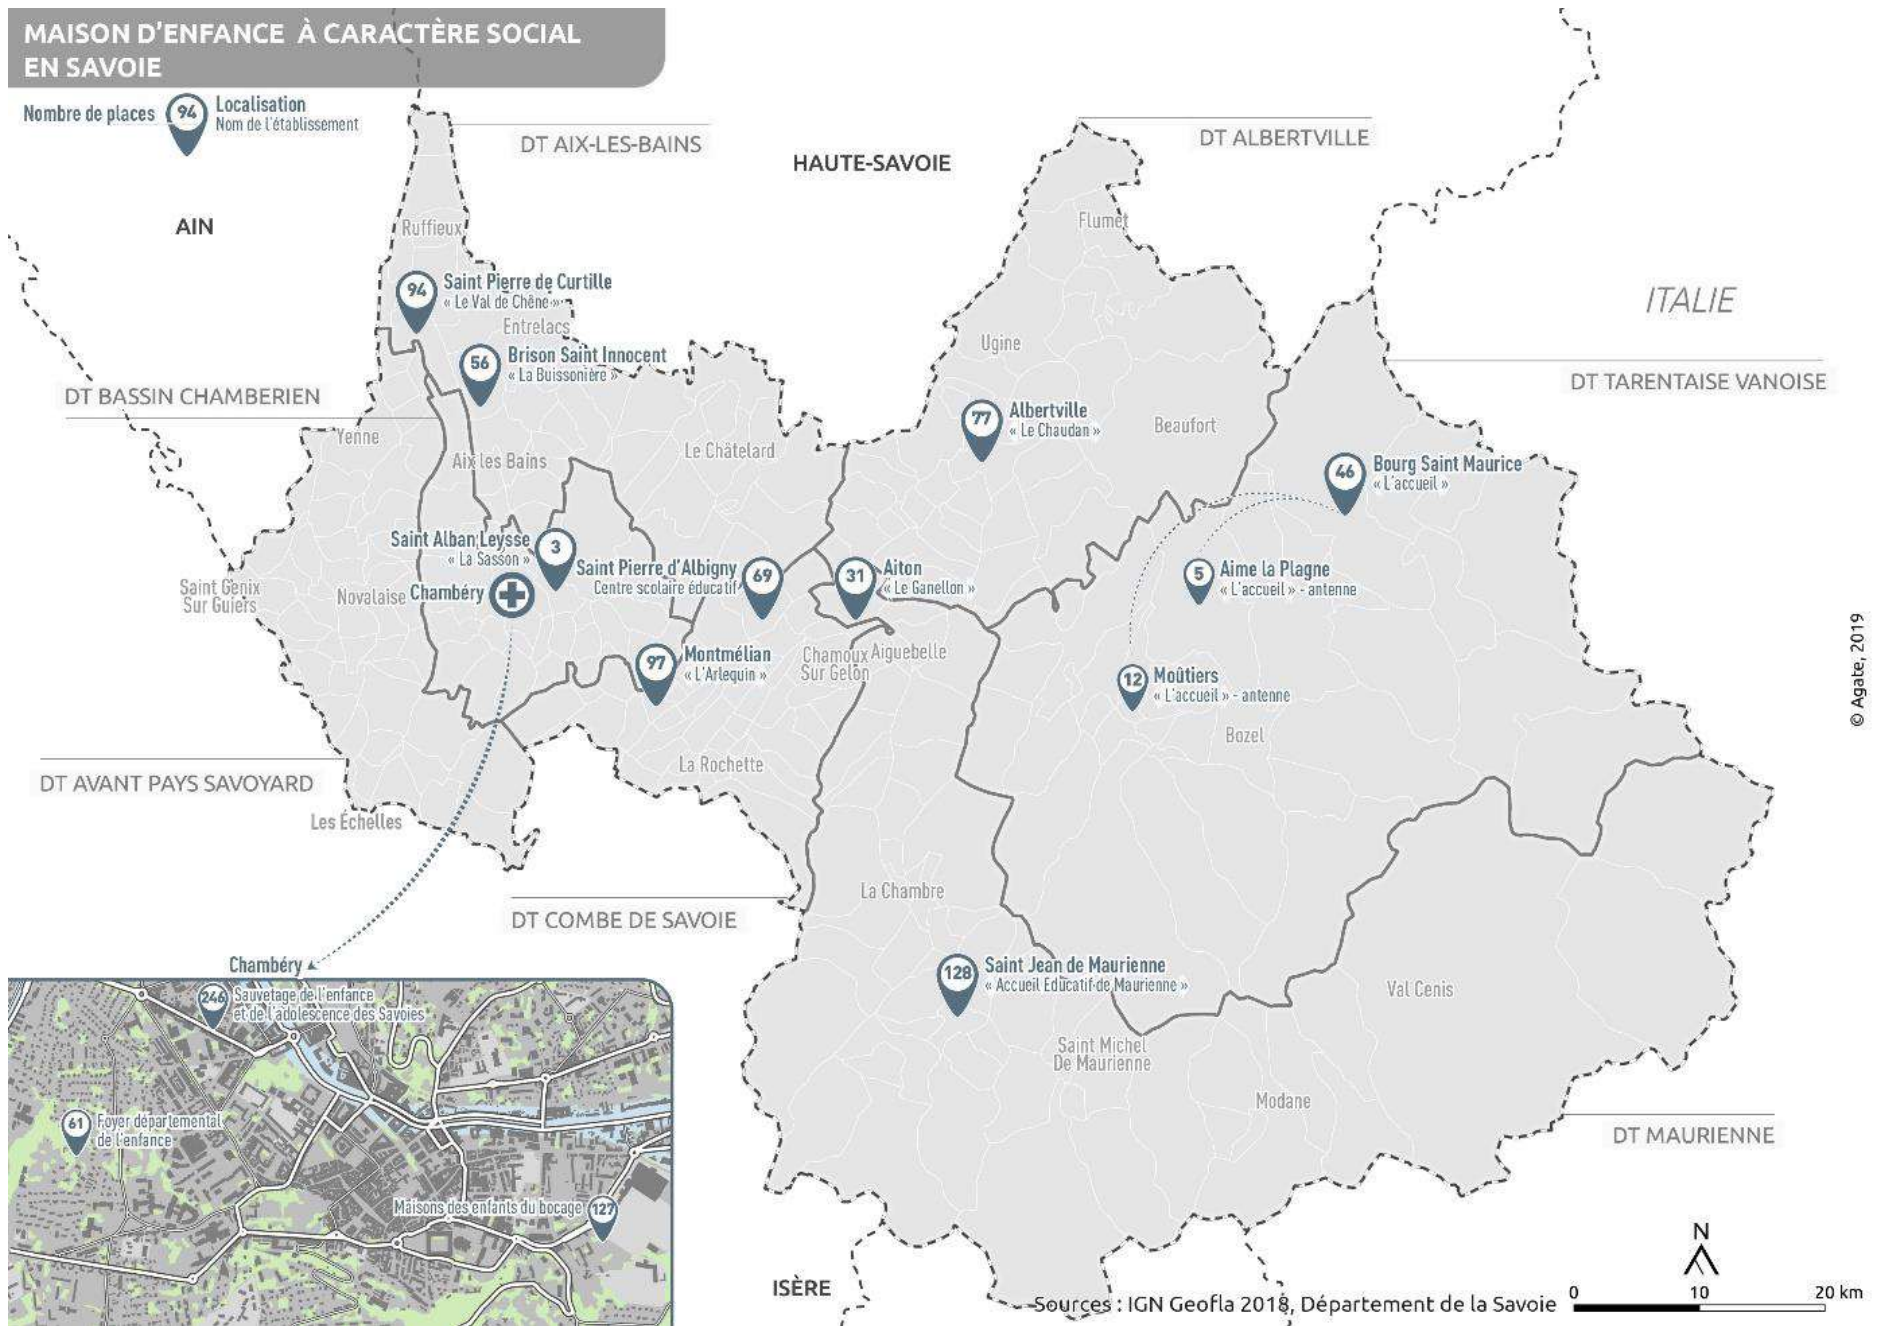 MAISON D'ENFANCE À CARACTÈRE SOCIAL
EN SAVOIE
Nombre de places
94
Localisation
Nom de l'établissement
DT AIX-LES-BAINS
HAUTE-SAVOIE
DT ALBERTVILLE
AIN
Ruffieux
Flumet
94
Saint Pierre de Curtille
« Le Val de Chêne »
ITALIE
Entrelacs
Ugine
56
Brison Saint Innocent
« La Buissonière »
DT BASSIN CHAMBERIEN
DT TARENTAISE VANOISE
77
Albertville
« Le Chaudan »
Beaufort
Yenne
Le Châtelard
Aix les Bains
46
Bourg Saint Maurice
« L'accueil »
Saint Alban Leysse
« La Sasson »
3
Saint Pierre d'Albigny
Centre scolaire éducatif
69
31
Aiton
« Le Ganellon »
5
Aime la Plagne
« L'accueil » - antenne
Saint Genix
Sur Guiers
Novalaise
Chambéry
97
Montmélian
« L'Arlequin »
Chamoux
Sur Gelon
Aiguebelle
12
Moûtiers
« L'accueil » - antenne
Bozel
© Agate, 2019
La Rochette
DT AVANT PAYS SAVOYARD
Les Échelles
La Chambre
DT COMBE DE SAVOIE
128
Saint Jean de Maurienne
« Accueil Educatif de Maurienne »
Val Cenis
Saint Michel
De Maurienne
Modane
DT MAURIENNE
Chambéry
246
Sauvetage de l'enfance
et de l'adolescence des Savoies
61
Foyer départemental
de l'enfance
Maisons des enfants du bocage
127
ISÈRE
N
Sources : IGN Geofla 2018, Département de la Savoie
0 10 20 km